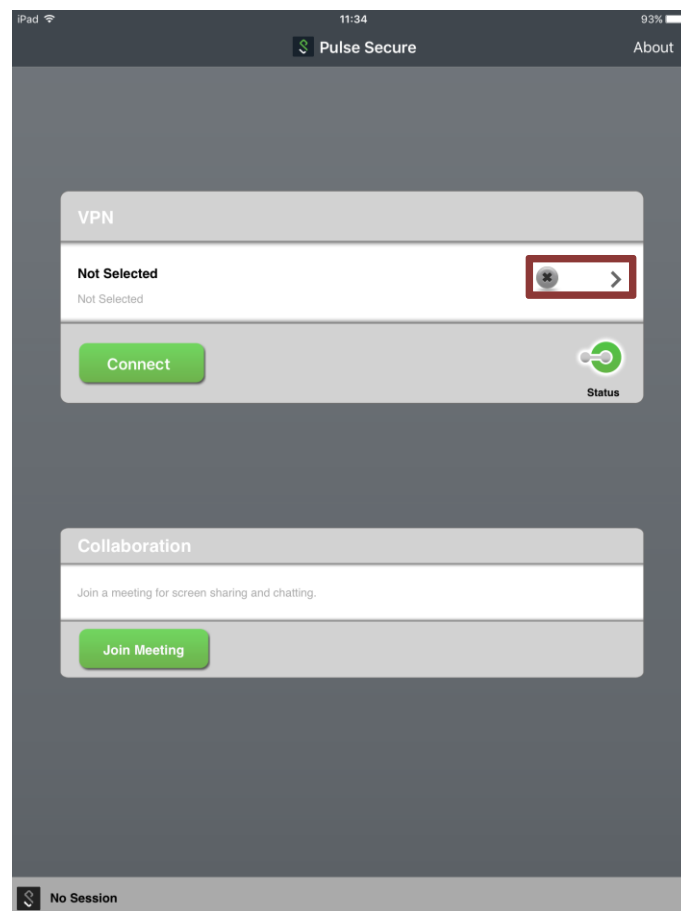 iPad 11:34 93%
Pulse Secure About
VPN
Not Selected
Not Selected
Connect
Status
Collaboration
Join a meeting for screen sharing and chatting.
Join Meeting
No Session